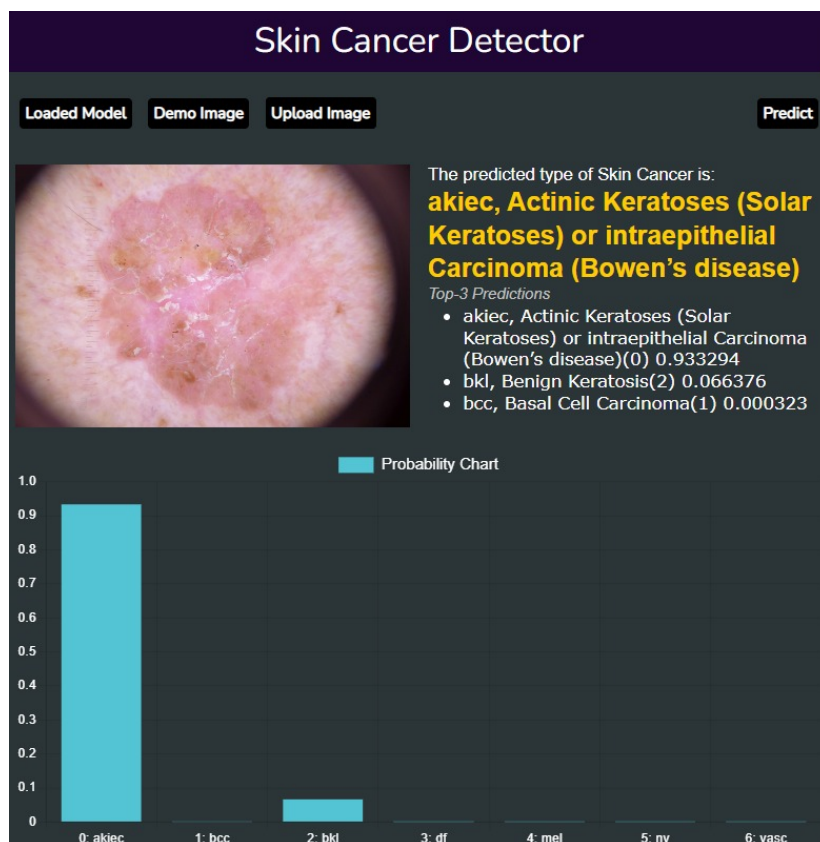 Skin Cancer Detector
Loaded Model Demo Image Upload Image Predict
The predicted type of Skin Cancer is:
akiec, Actinic Keratoses (Solar
Keratoses) or intraepithelial
Carcinoma (Bowen’s disease)
Top-3 Predictions
• akiec, Actinic Keratoses (Solar
Keratoses) or intraepithelial Carcinoma
(Bowen’s disease)(0) 0.933294
• bkl, Benign Keratosis(2) 0.066376
• bcc, Basal Cell Carcinoma(1) 0.000323
Probability Chart
1.0
0.9
0.8
0.7
0.6
0.5
0.4
0.3
0.2
0.1
0
0: akiec 1: bcc 2: bkl 3: df 4: mel 5: nv 6: vasc